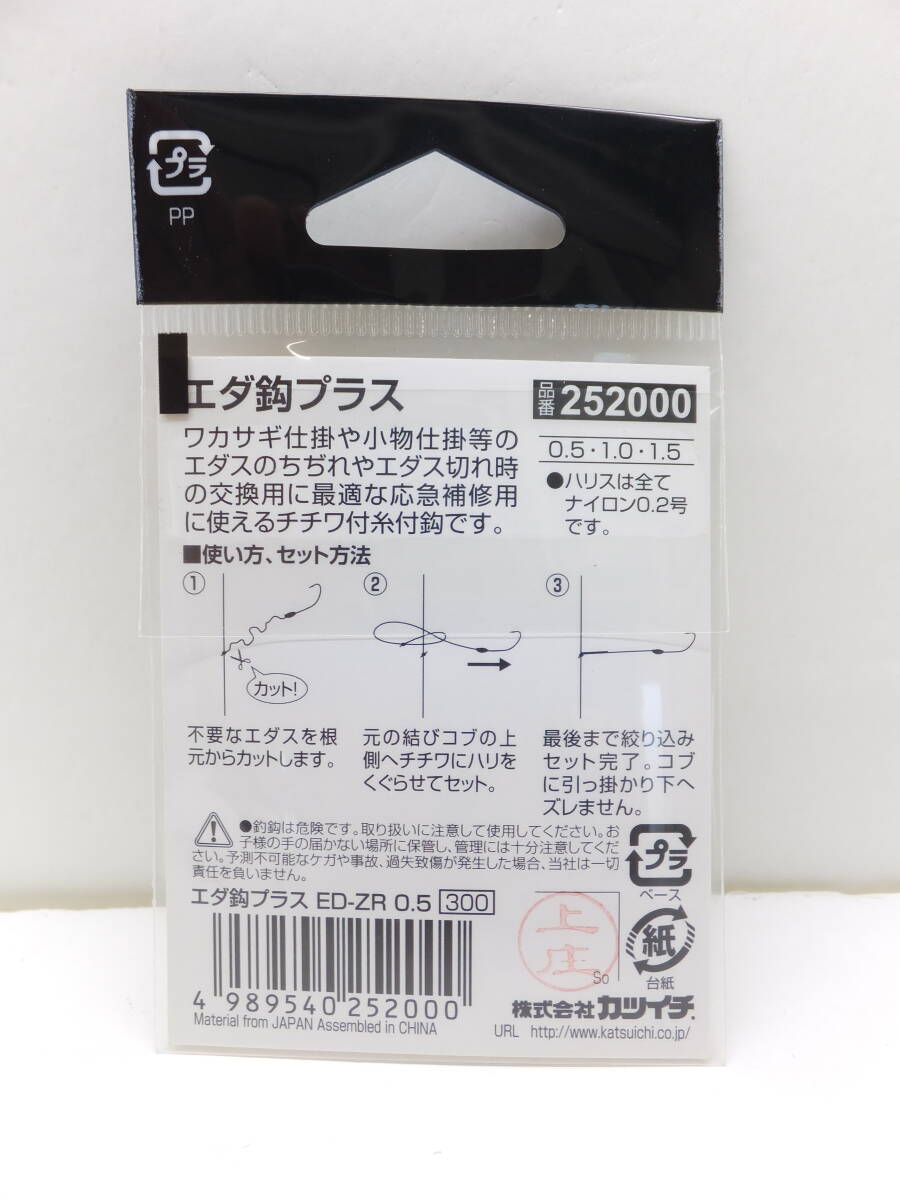 プラ
PP
エダ鈎プラス
品番 252000
ワカサギ仕掛や小物仕掛等の
エダスのちぢれやエダス切れ時
の交換用に最適な応急補修用
に使えるチチワ付糸付鈎です。
0.5・1.0・1.5
●ハリスは全て
ナイロン0.2号
です。
■使い方、セット方法
①
カット!
②
③
不要なエダスを根
元からカットします。
元の結びコブの上
側へチチワにハリを
くぐらせてセット。
最後まで絞り込み
セット完了。コブ
に引っ掛かり下へ
ズレません。
●釣鈎は危険です。取り扱いに注意して使用してください。お
子様の手の届かない場所に保管し、管理には十分注意してくだ
さい。予測不可能なケガや事故、過失致傷が発生した場合、当社は一切
責任を負いません。
プラ
ベース
エダ鈎プラス ED-ZR 0.5 300
上庄
So
紙
台紙
4 989540 252000
株式会社 カツイチ
Material from JAPAN Assembled in CHINA
URL http://www.katsuichi.co.jp/